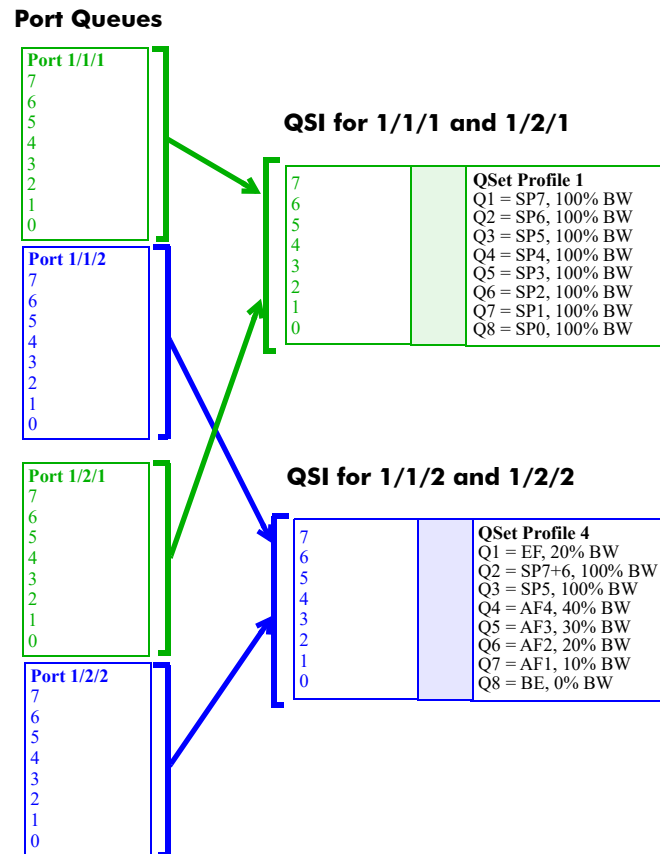 Port Queues
Port 1/1/1
7
6
5
4
3
2
1
0
Port 1/1/2
7
6
5
4
3
2
1
0
Port 1/2/1
7
6
5
4
3
2
1
0
Port 1/2/2
7
6
5
4
3
2
1
0
QSI for 1/1/1 and 1/2/1
7
6
5
4
3
2
1
0
QSet Profile 1
Q1 = SP7, 100% BW
Q2 = SP6, 100% BW
Q3 = SP5, 100% BW
Q4 = SP4, 100% BW
Q5 = SP3, 100% BW
Q6 = SP2, 100% BW
Q7 = SP1, 100% BW
Q8 = SP0, 100% BW
QSI for 1/1/2 and 1/2/2
7
6
5
4
3
2
1
0
QSet Profile 4
Q1 = EF, 20% BW
Q2 = SP7+6, 100% BW
Q3 = SP5, 100% BW
Q4 = AF4, 40% BW
Q5 = AF3, 30% BW
Q6 = AF2, 20% BW
Q7 = AF1, 10% BW
Q8 = BE, 0% BW